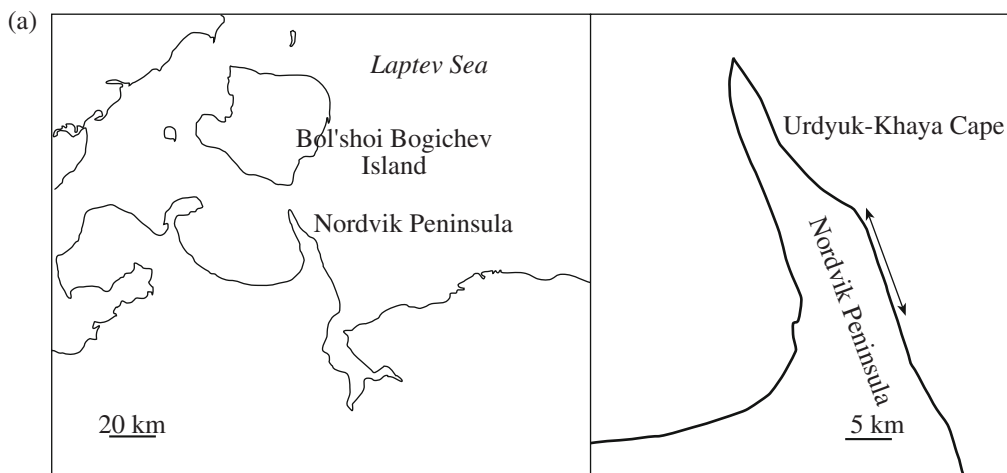 (a)
Laptev Sea
Bol'shoi Bogichev
Island
Nordvik Peninsula
20 km
Urdyuk-Khaya Cape
Nordvik Peninsula
5 km